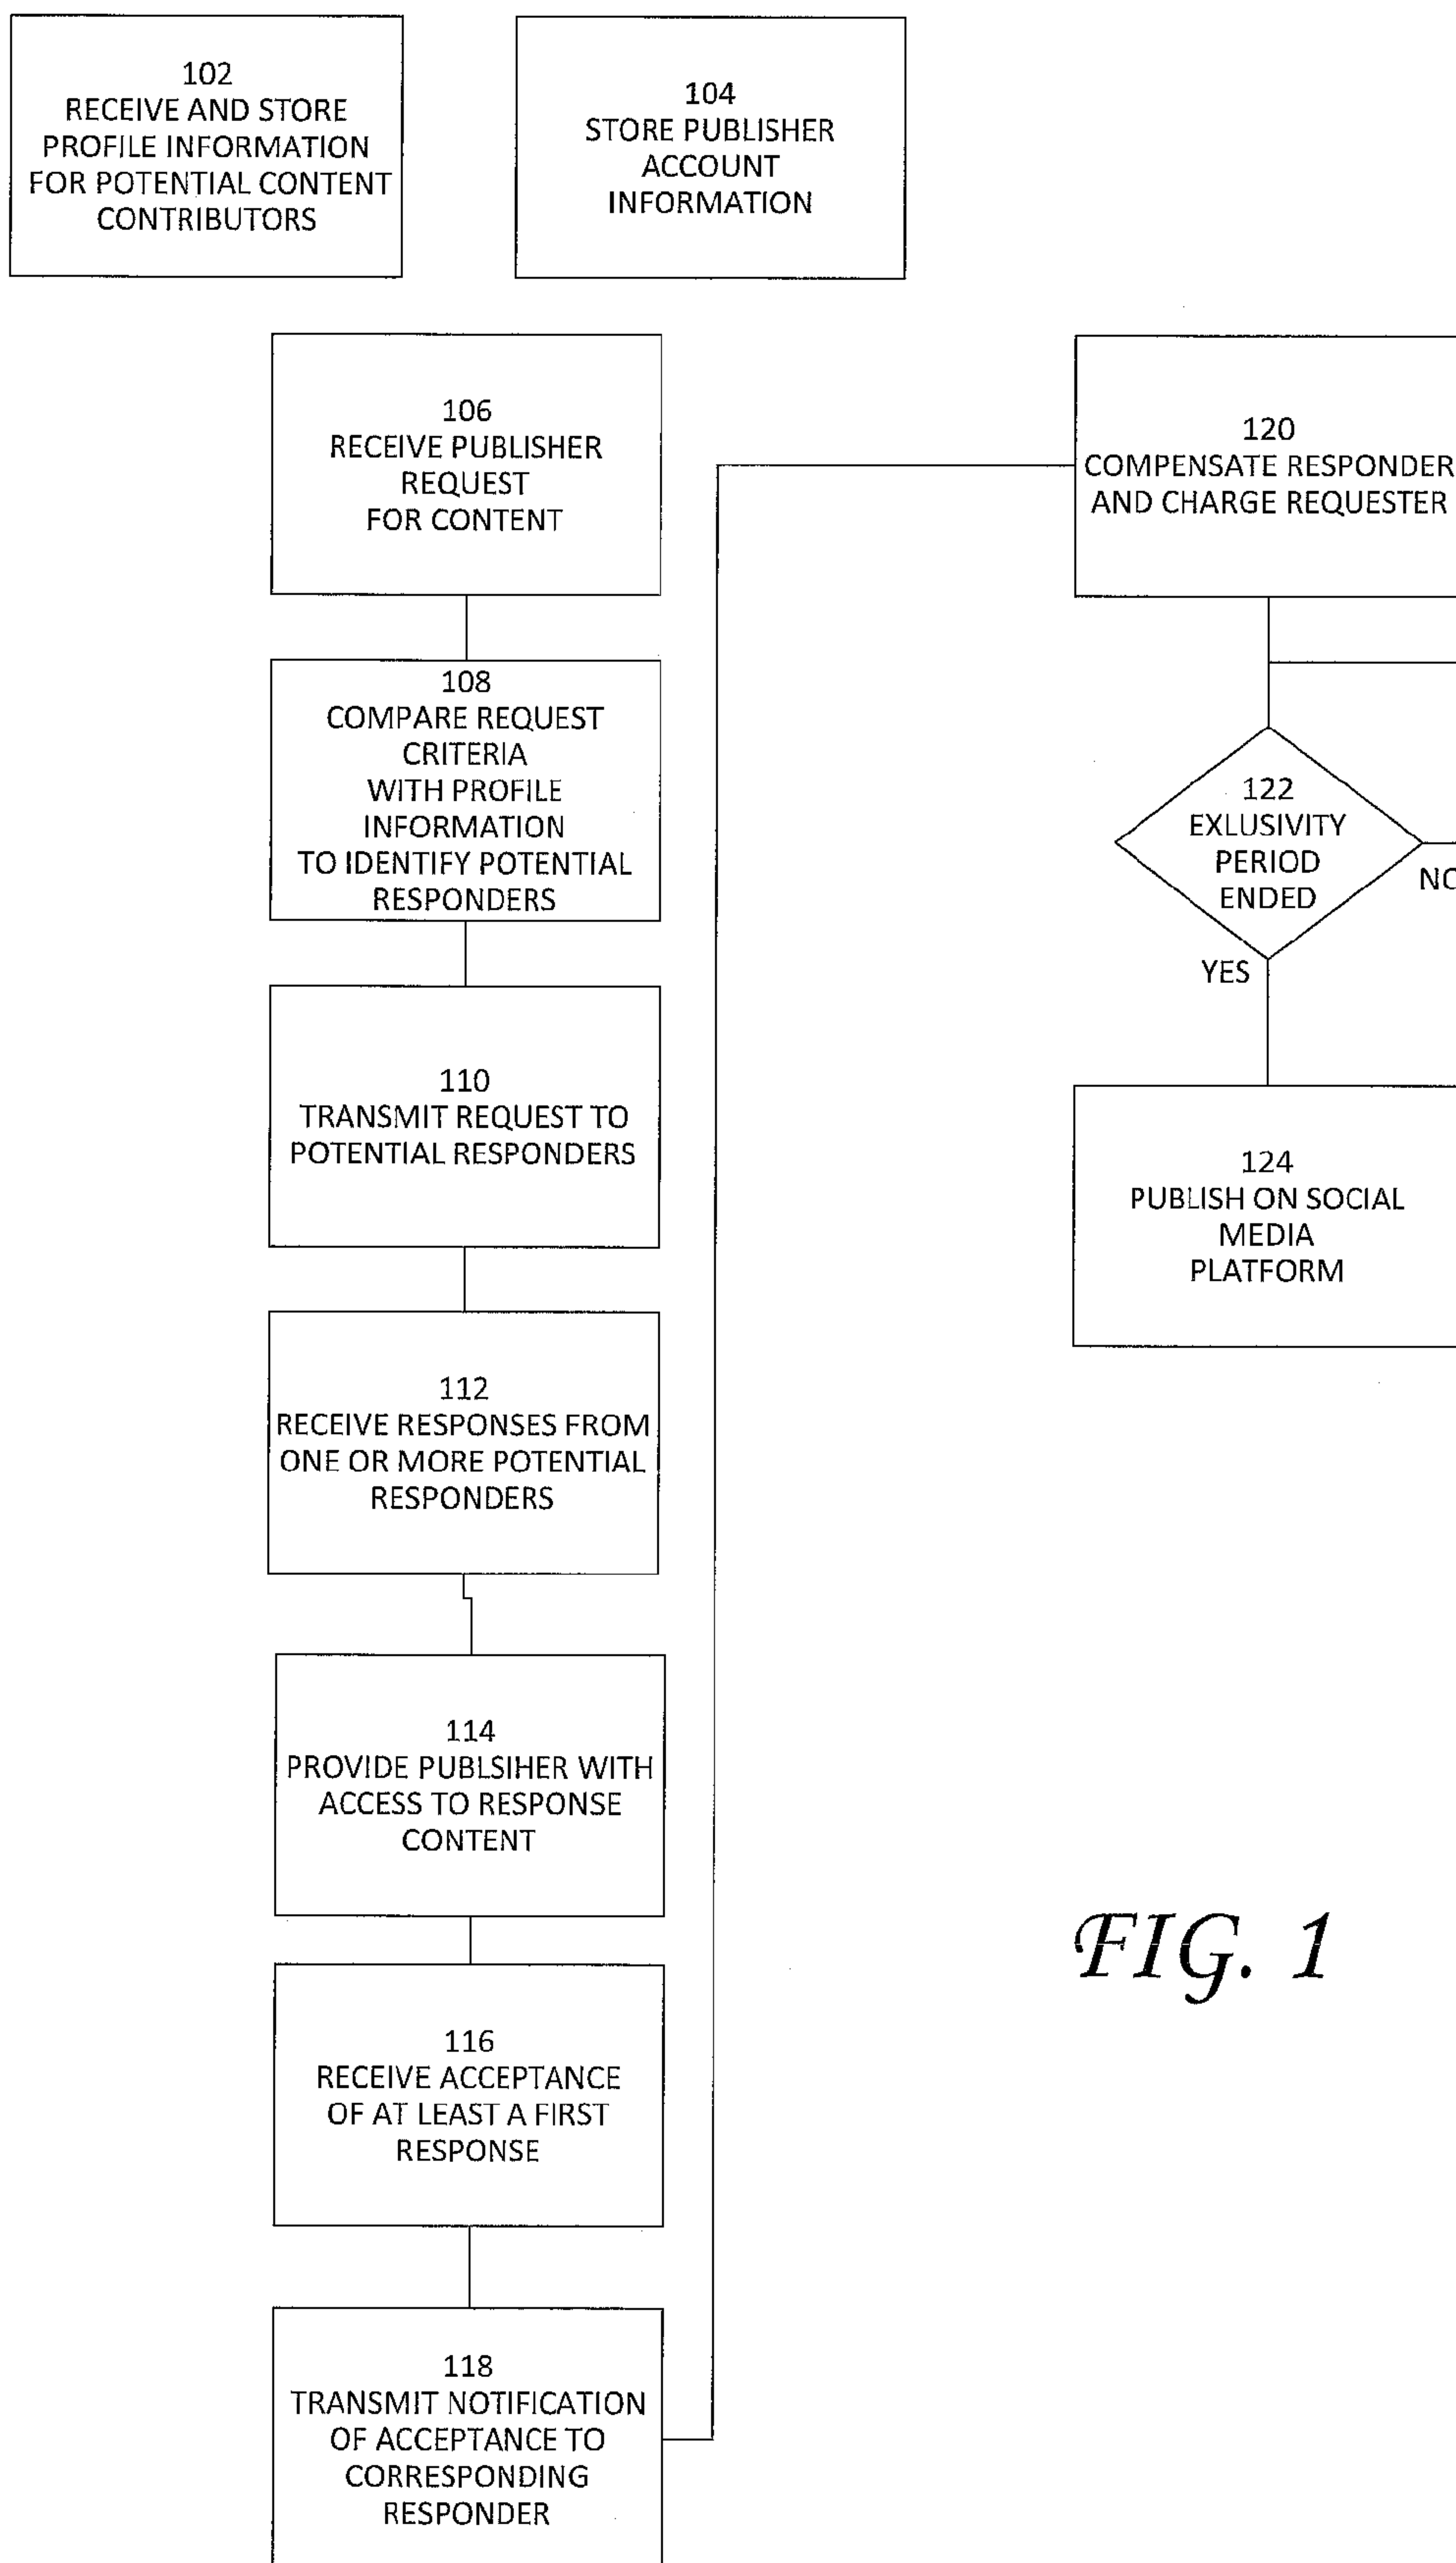 102
RECEIVE AND STORE
PROFILE INFORMATION
FOR POTENTIAL CONTENT
CONTRIBUTORS
104
STORE PUBLISHER
ACCOUNT
INFORMATION
106
RECEIVE PUBLISHER
REQUEST
FOR CONTENT
108
COMPARE REQUEST
CRITERIA
WITH PROFILE
INFORMATION
TO IDENTIFY POTENTIAL
RESPONDERS
110
TRANSMIT REQUEST TO
POTENTIAL RESPONDERS
112
RECEIVE RESPONSES FROM
ONE OR MORE POTENTIAL
RESPONDERS
114
PROVIDE PUBLSIHER WITH
ACCESS TO RESPONSE
CONTENT
116
RECEIVE ACCEPTANCE
OF AT LEAST A FIRST
RESPONSE
118
TRANSMIT NOTIFICATION
OF ACCEPTANCE TO
CORRESPONDING
RESPONDER
120
COMPENSATE RESPONDER
AND CHARGE REQUESTER
122
EXLUSIVITY
PERIOD
ENDED
NO
YES
124
PUBLISH ON SOCIAL
MEDIA
PLATFORM
FIG. 1